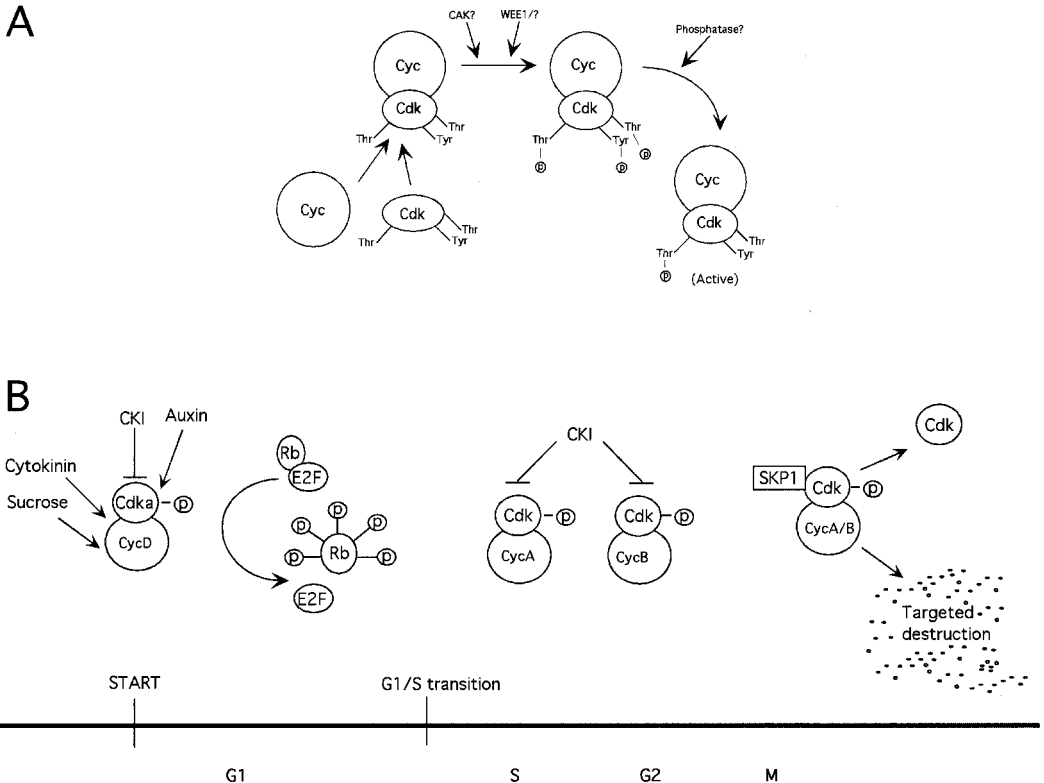 A
CAK?
WEE1/?
Phosphatase?
Cyc
Cdk
Thr
Thr
Tyr
Cyc
Cdk
Thr
Thr
Tyr
P
P
P
Cyc
Cdk
Thr
Thr
Tyr
Cyc
Cdk
Thr
Thr
Tyr
P
(Active)
B
CKI
Auxin
Cytokinin
Sucrose
Cdka
P
CycD
Rb
E2F
P
P
P
P
P
Rb
E2F
CKI
Cdk
P
CycA
Cdk
P
CycB
Cdk
SKP1
Cdk
P
CycA/B
Targeted
destruction
START
G1/S transition
G1
S
G2
M